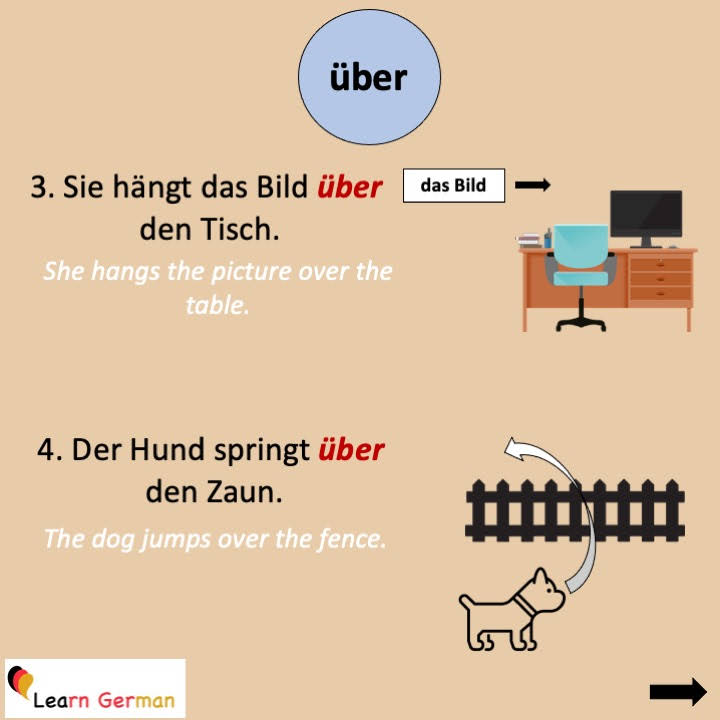 über
3. Sie hängt das Bild über
den Tisch.
das Bild
She hangs the picture over the
table.
4. Der Hund springt über
den Zaun.
The dog jumps over the fence.
Learn German